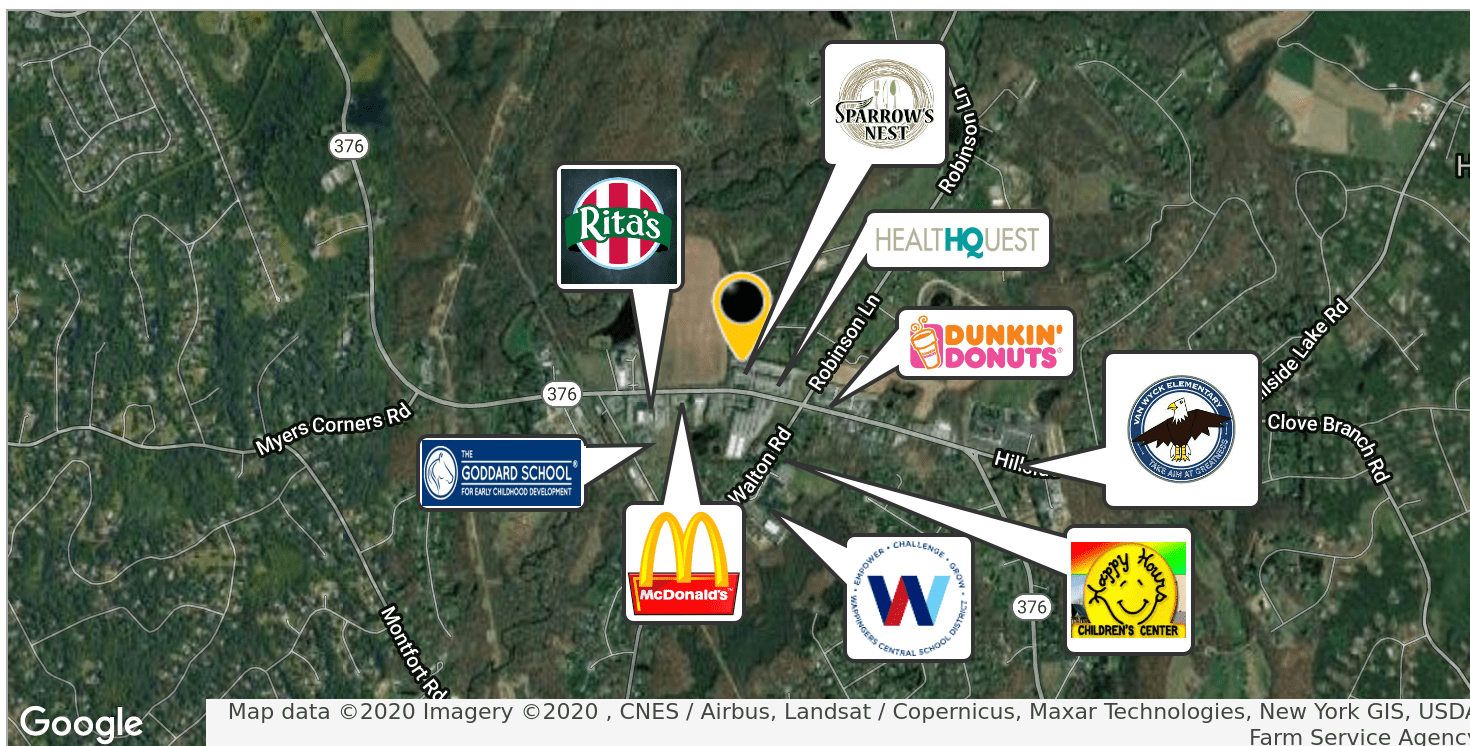 SPARROW'S
NEST
Robinson Ln
376
H
Rita's
HEALTHQUEST
Robinson Ln
DUNKIN'
DONUTS®
lside Lake Rd
VAN WYCK ELEMENTARY
TAKE AIM AT GREATNESS
376
Myers Corners Rd
Clove Branch Rd
THE
GODDARD SCHOOL®
FOR EARLY CHILDHOOD DEVELOPMENT
Walton Rd
McDonald's™
EMPOWER • CHALLENGE • GROW •
WAPPINGERS CENTRAL SCHOOL DISTRICT
Happy Hours
CHILDREN'S CENTER
376
Montfort Rd
Google
Map data ©2020 Imagery ©2020 , CNES / Airbus, Landsat / Copernicus, Maxar Technologies, New York GIS, USDA
Farm Service Agency